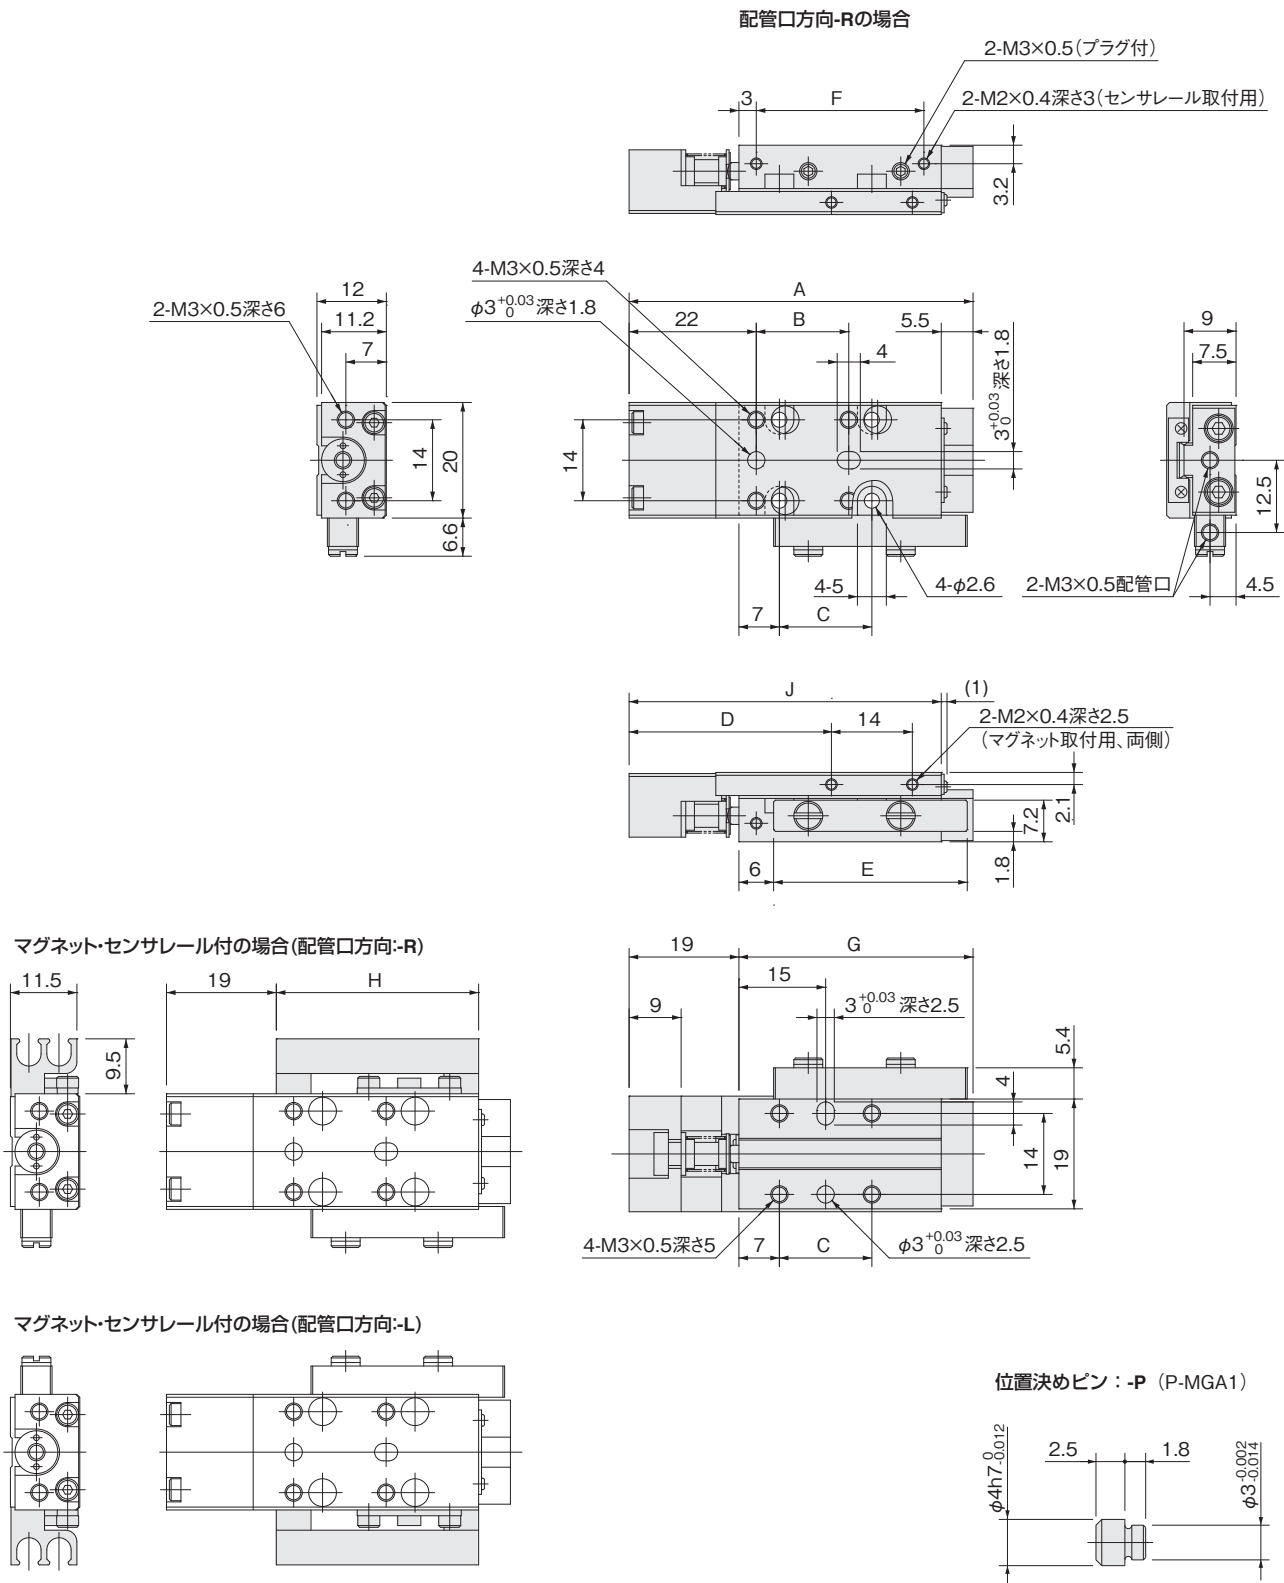 配管口方向-Rの場合
2-M3×0.5(プラグ付)
3
F
2-M2×0.4深さ3(センサレール取付用)
3.2
4-M3×0.5深さ4
A
12
2-M3×0.5深さ6
φ3 +0.03 0 深さ1.8
9
11.2
22
B
5.5
7.5
7
4
3 +0.03 0 深さ1.8
14
20
14
12.5
6.6
4-5
4-φ2.6
2-M3×0.5配管口
4.5
7
C
J
(1)
D
14
2-M2×0.4深さ2.5
(マグネット取付用、両側)
7.2
2.1
1.8
6
E
マグネット・センサレール付の場合(配管口方向:-R)
19
G
11.5
19
H
15
9
3 +0.03 0 深さ2.5
9.5
5.4
4
14
19
4-M3×0.5深さ5
7
C
φ3 +0.03 0 深さ2.5
マグネット・センサレール付の場合(配管口方向:-L)
位置決めピン：-P（P-MGA1）
2.5
1.8
φ4h7 0 -0.012
φ3 -0.002 -0.014